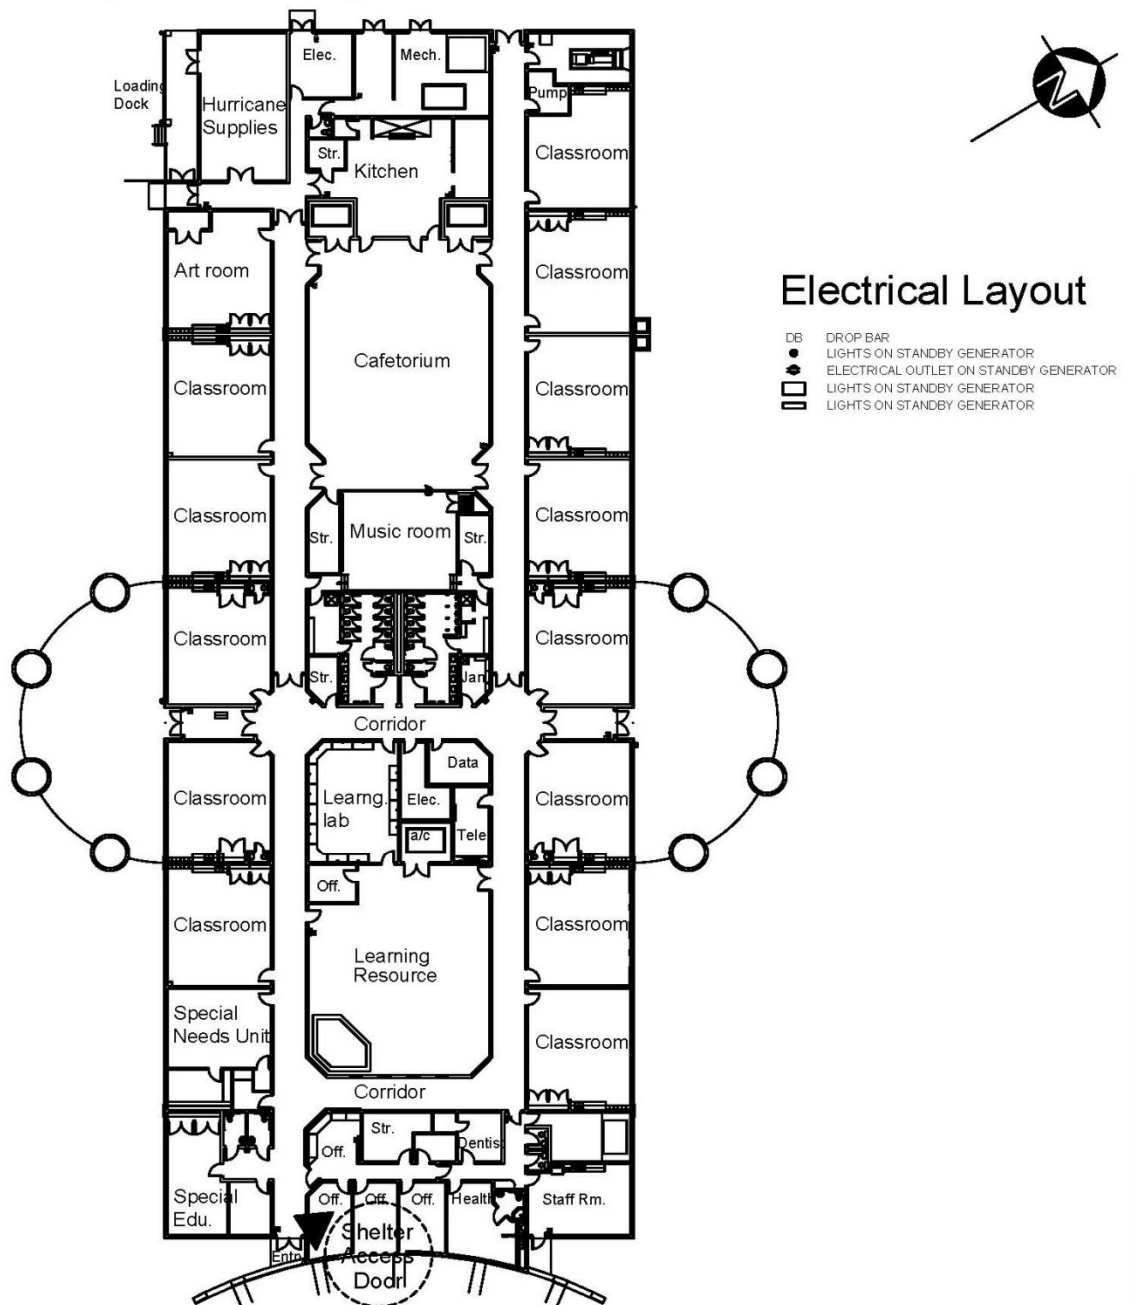 Elec.
Mech.
Loading
Dock
Hurricane
Supplies
Pump
Str.
Kitchen
Classroom
Art room
Classroom
Electrical Layout
DB DROP BAR
LIGHTS ON STANDBY GENERATOR
ELECTRICAL OUTLET ON STANDBY GENERATOR
LIGHTS ON STANDBY GENERATOR
LIGHTS ON STANDBY GENERATOR
Cafetorium
Classroom
Classroom
Classroom
Classroom
Str.
Music room
Str.
Classroom
Classroom
Str.
Jan
Corridor
Classroom
Data
Classroom
Learng.
lab
Elec.
a/c
Tele
Off.
Classroom
Classroom
Learning
Resource
Special
Needs Unit
Classroom
Corridor
Str.
Off.
Dentist
Special
Edu.
Off.
Off.
Off.
Health
Staff Rm.
Shelter
Access
Door
Entr.
N